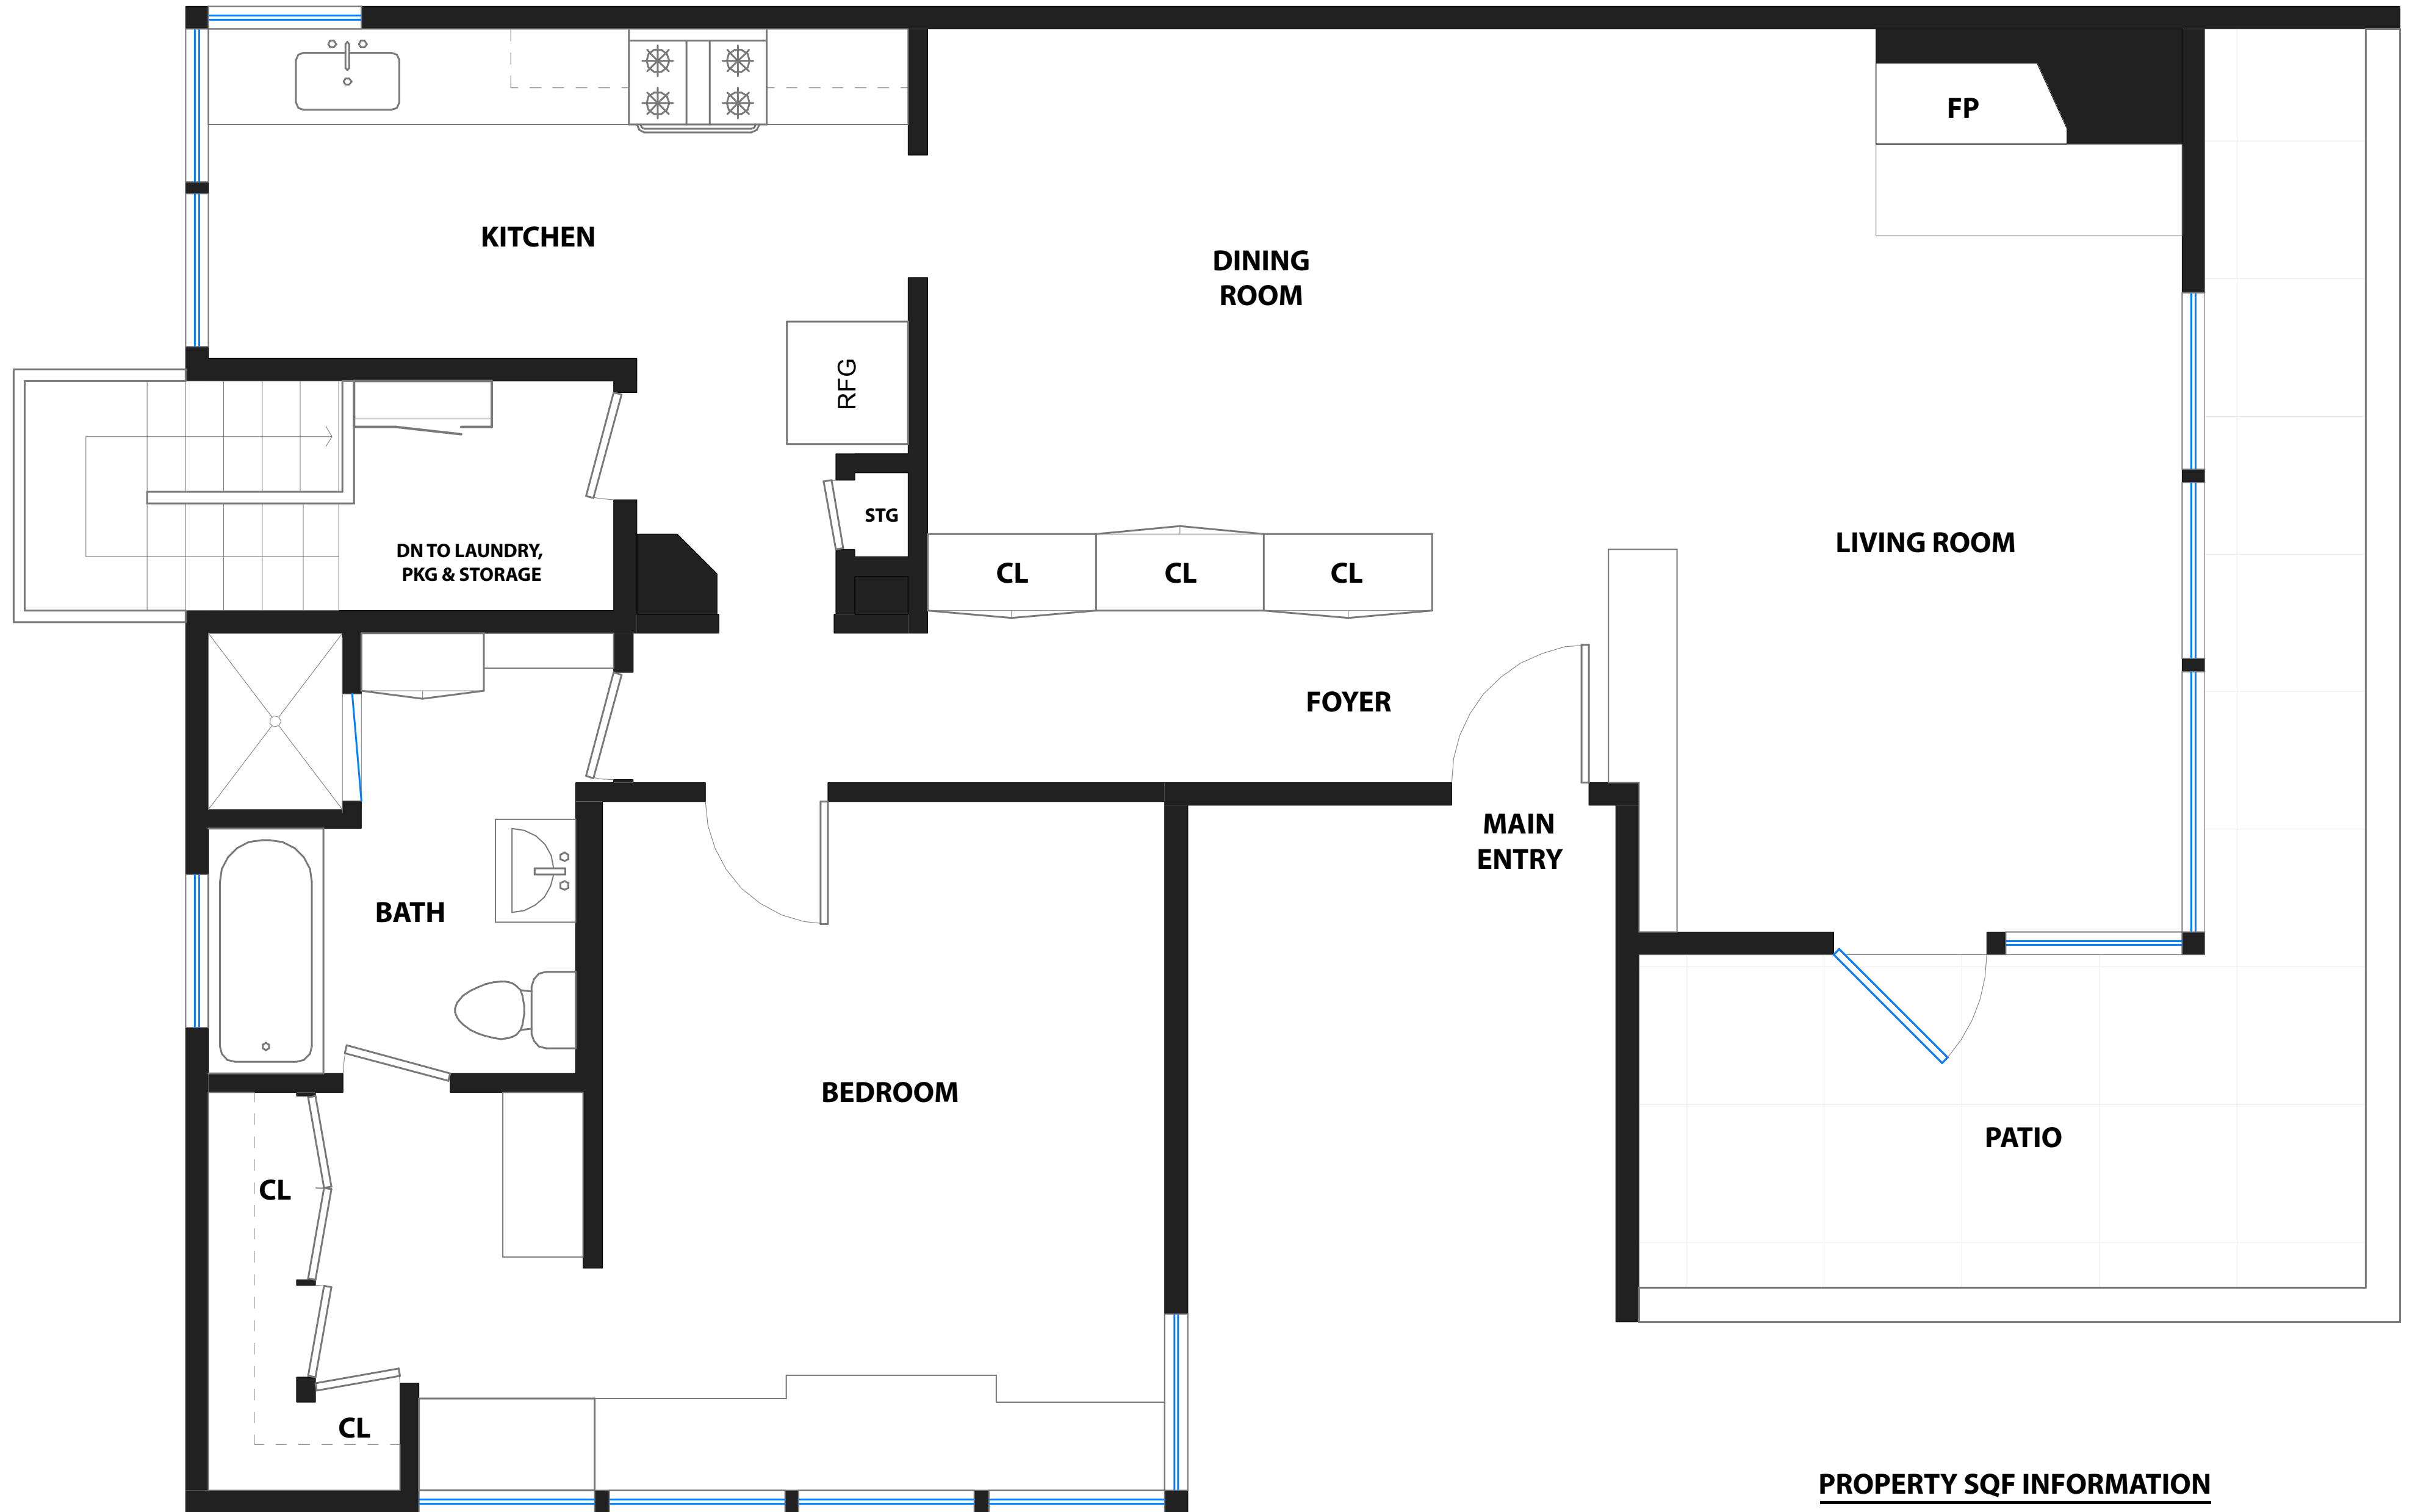 FP
KITCHEN
DINING
ROOM
RFG
STG
LIVING ROOM
DN TO LAUNDRY,
PKG & STORAGE
CL
CL
CL
FOYER
MAIN
ENTRY
BATH
BEDROOM
PATIO
CL
CL
PROPERTY SQF INFORMATION